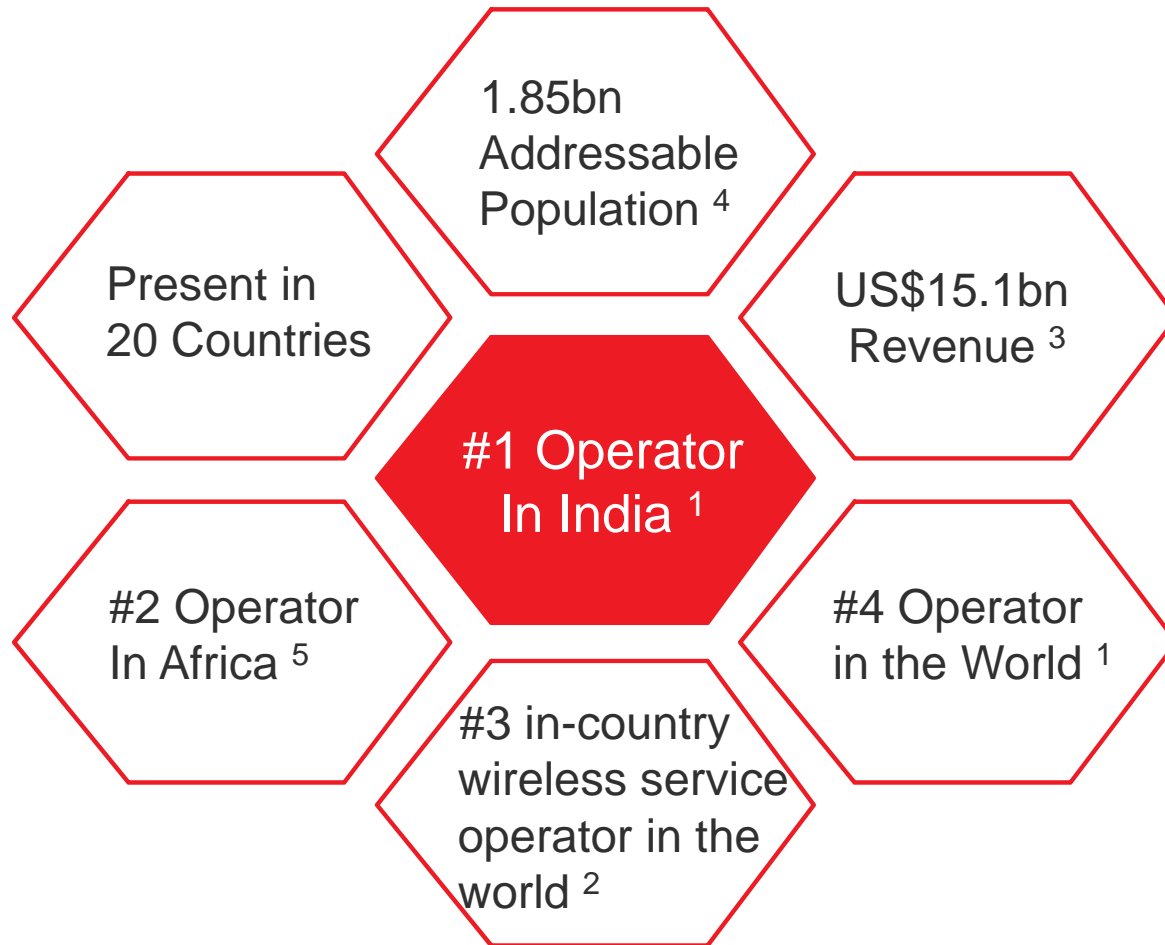 1.85bn
Addressable
Population 4
Present in
20 Countries
US$15.1bn
Revenue 3
#1 Operator
In India 1
#2 Operator
In Africa 5
#4 Operator
in the World 1
#3 in-country
wireless service
operator in the
world 2